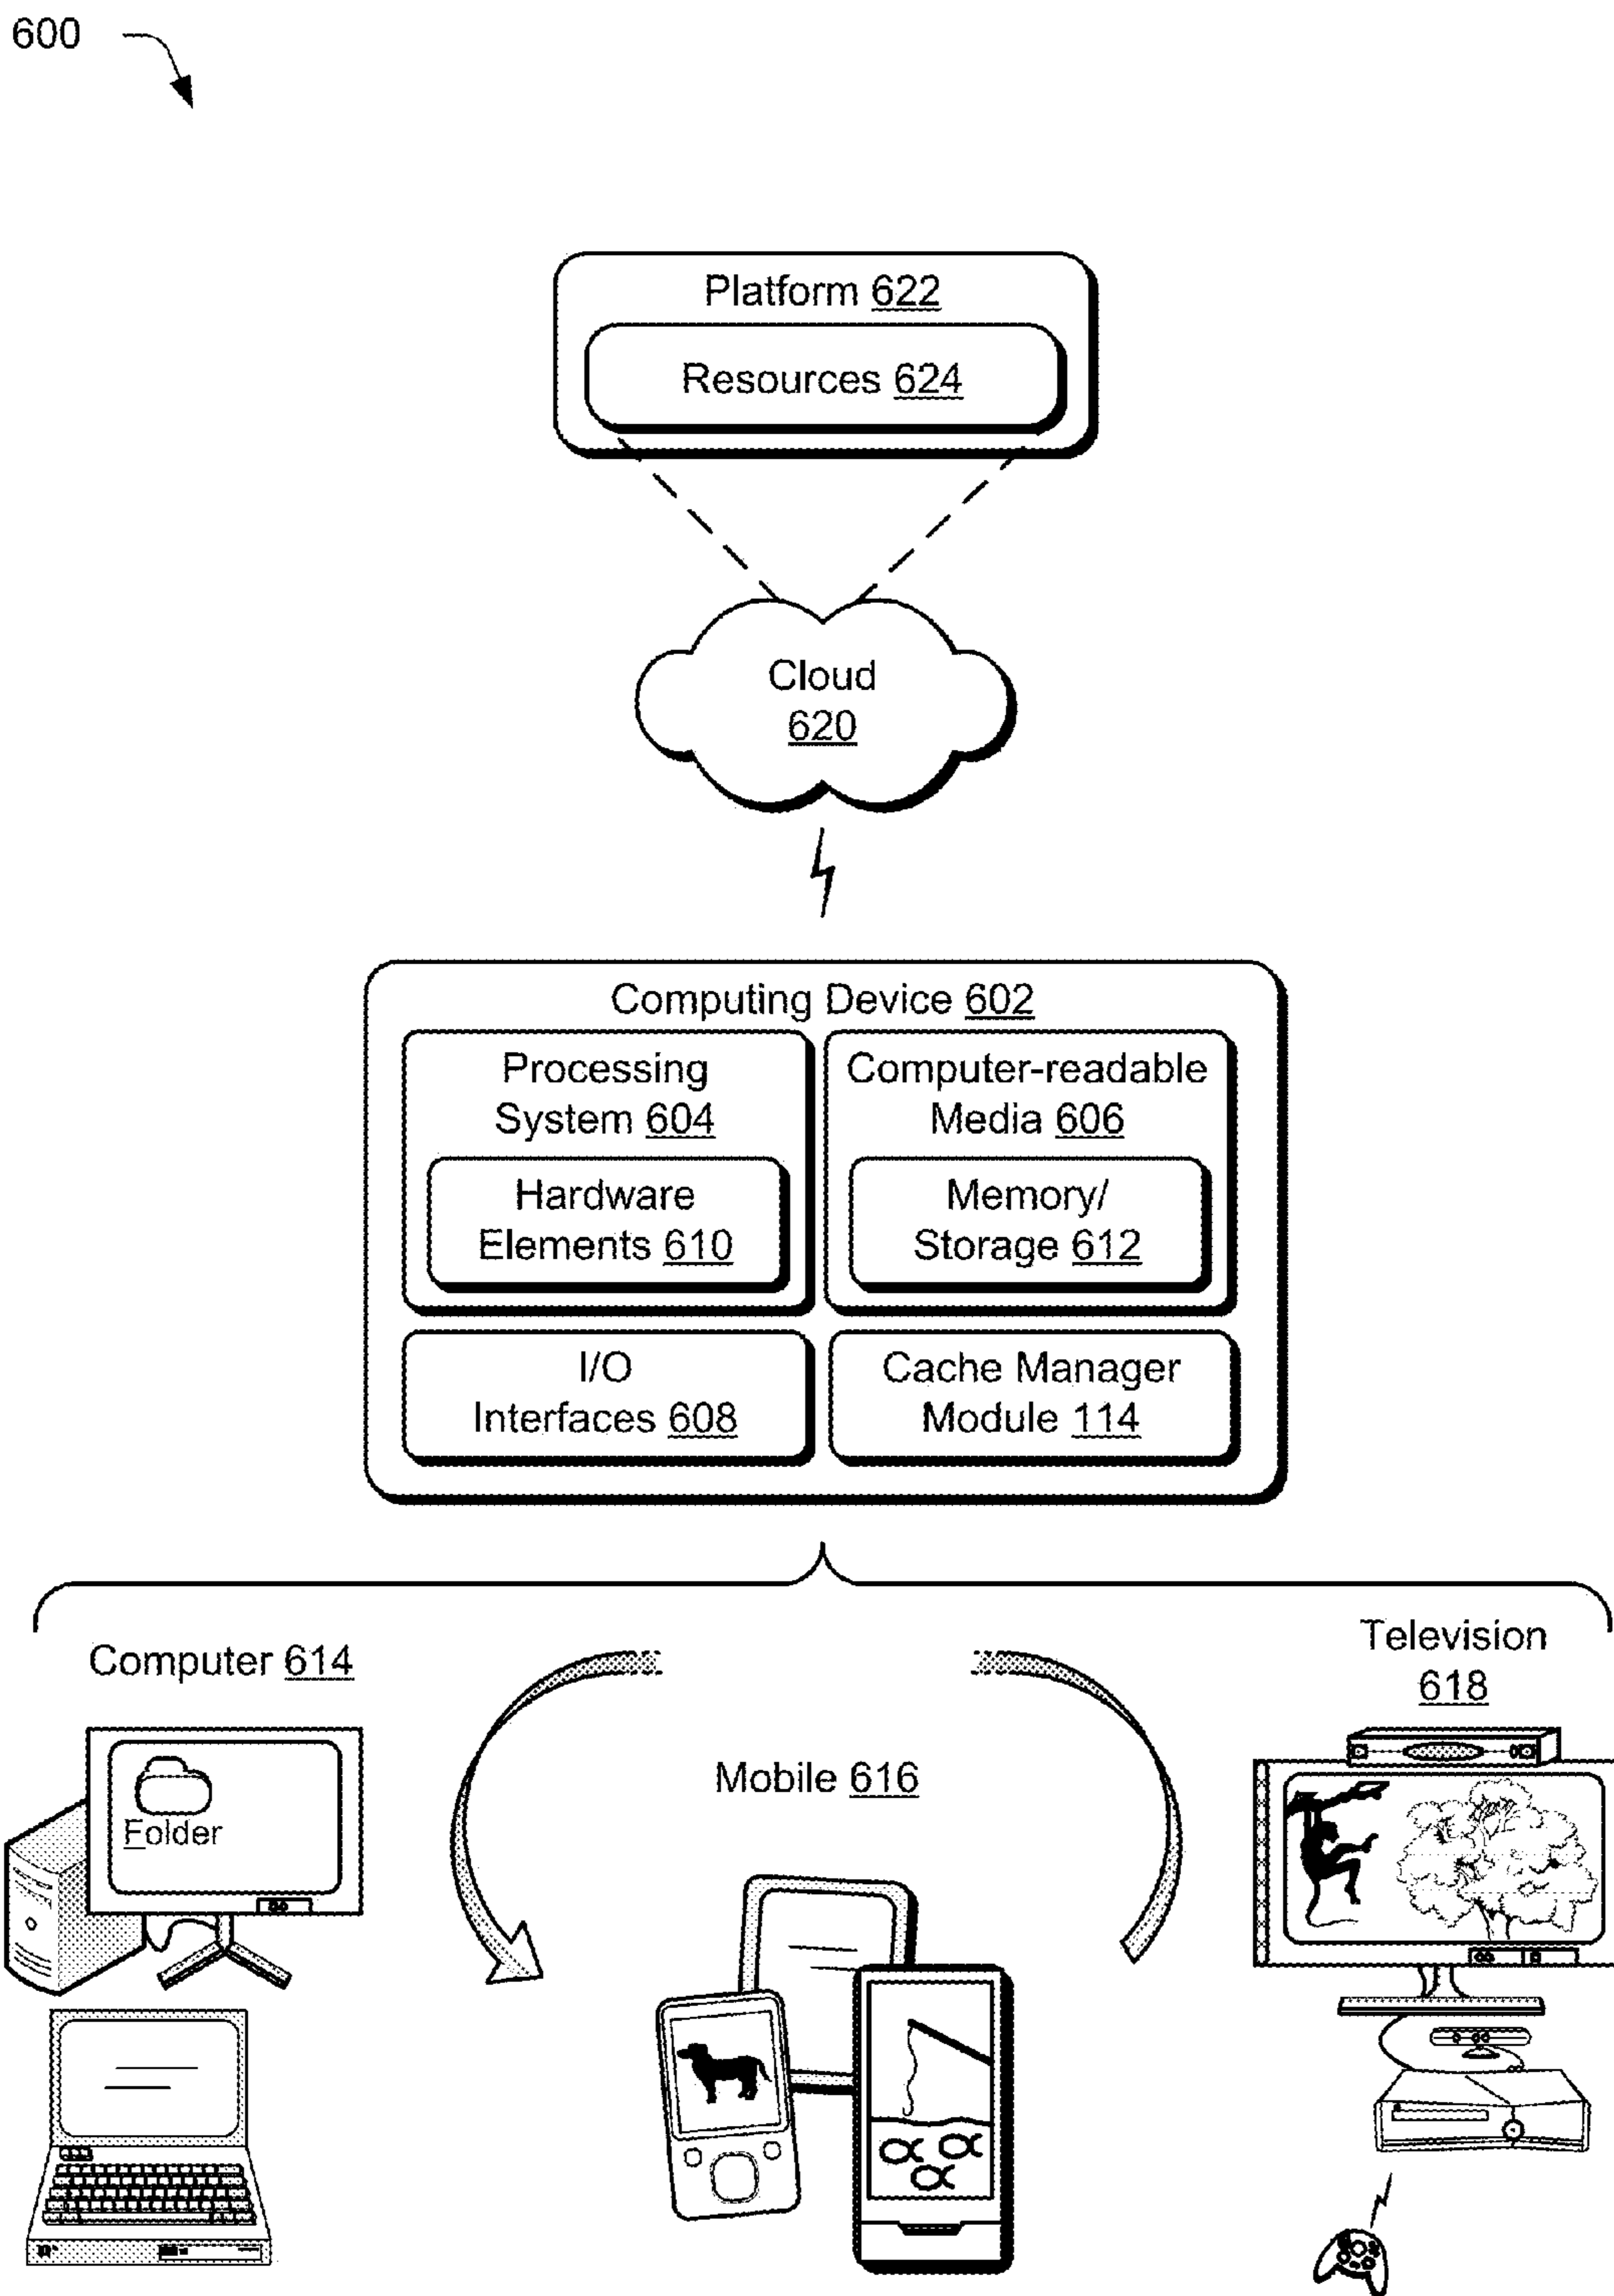 600
Platform 622
Resources 624
Cloud
620
Computing Device 602
Processing
System 604
Hardware
Elements 610
Computer-readable
Media 606
Memory/
Storage 612
I/O
Interfaces 608
Cache Manager
Module 114
Computer 614
Folder
Mobile 616
Television
618